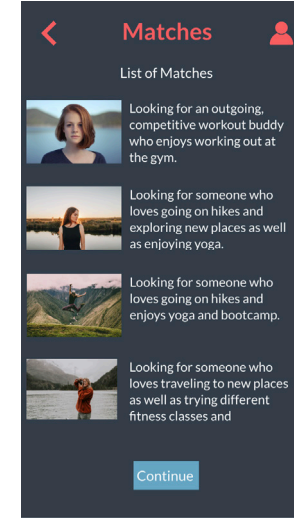 Matches
List of Matches
Looking for an outgoing,
competitive workout buddy
who enjoys working out at
the gym.
Looking for someone who
loves going on hikes and
exploring new places as well
as enjoying yoga.
Looking for someone who
loves going on hikes and
enjoys yoga and bootcamp.
Looking for someone who
loves traveling to new places
as well as trying different
fitness classes and
Continue